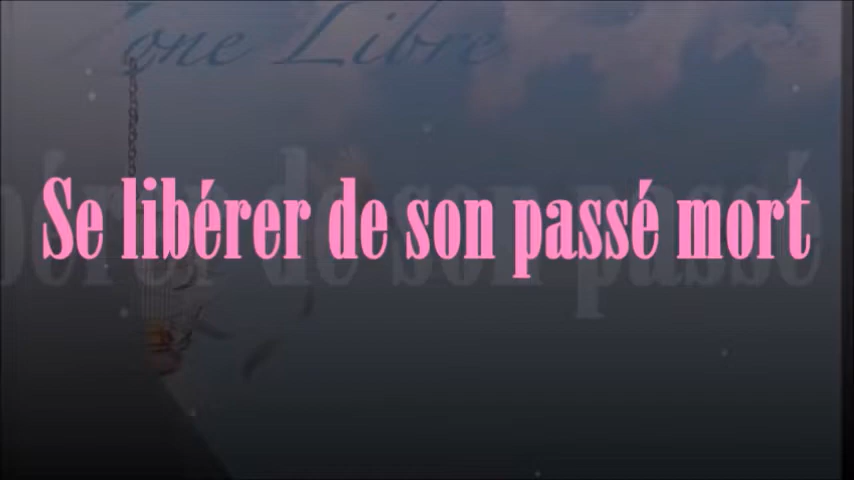 one Libre
Se libérer de son passé mort
bérer de son passé